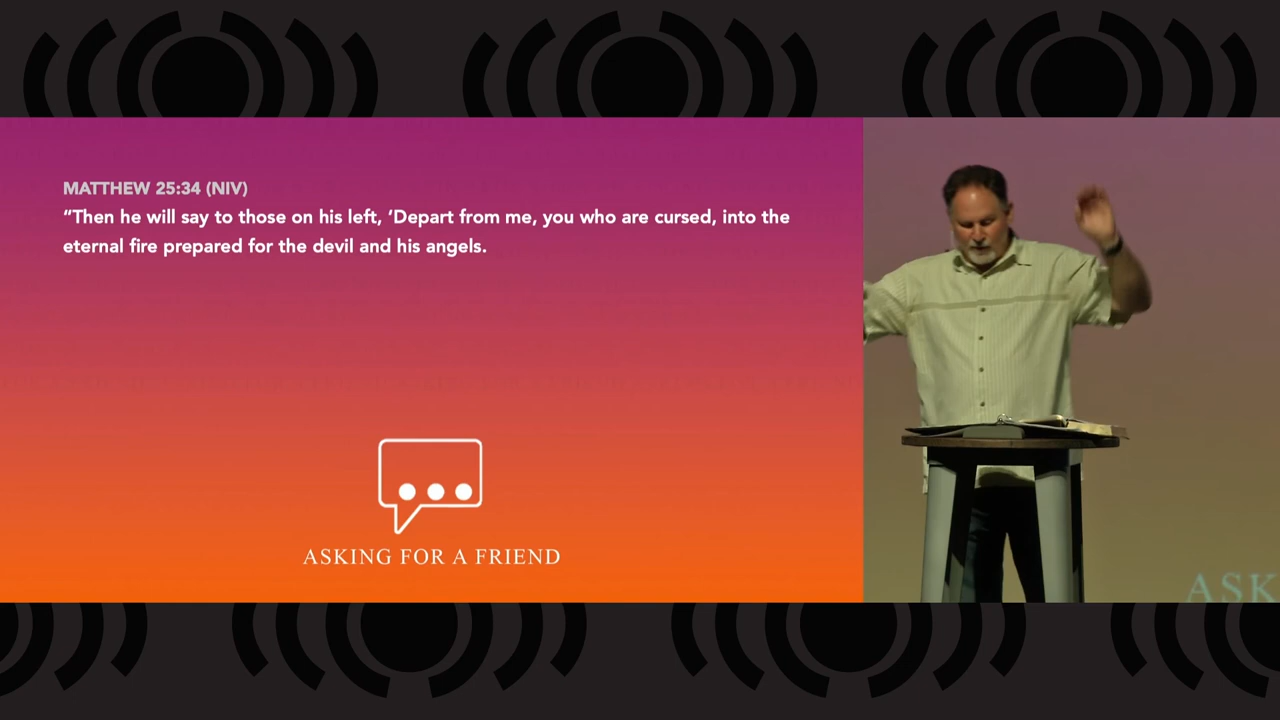 MATTHEW 25:34 (NIV)
“Then he will say to those on his left, ‘Depart from me, you who are cursed, into the
eternal fire prepared for the devil and his angels.
ASKING FOR A FRIEND
ASK